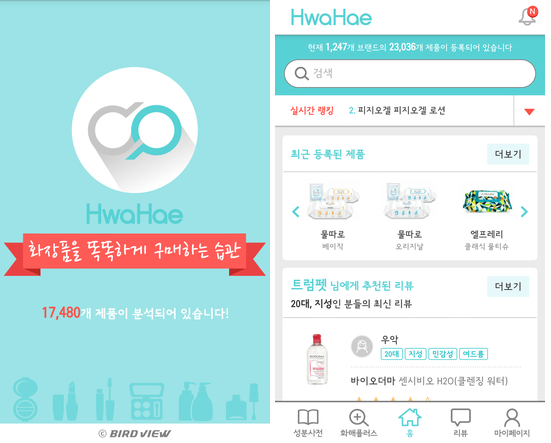 HwaHae
화장품을 똑똑하게 구매하는 습관
17,480개 제품이 분석되어 있습니다!
© BIRDVIEW
HwaHae
N
현재 1,247개 브랜드의 23,036개 제품이 등록되어 있습니다
검색
실시간 랭킹 2. 피지오겔 피지오겔 로션
최근 등록된 제품 더보기
물따로 물따로 엘프레리
베이직 오리지날 클래식 물티슈
트럼펫 님에게 추천된 리뷰 더보기
20대, 지성인 분들의 최신 리뷰
우악
20대 지성 민감성 여드름
바이오더마 센시비오 H2O(클렌징 워터)
성분사전 화해플러스 홈 리뷰 마이페이지